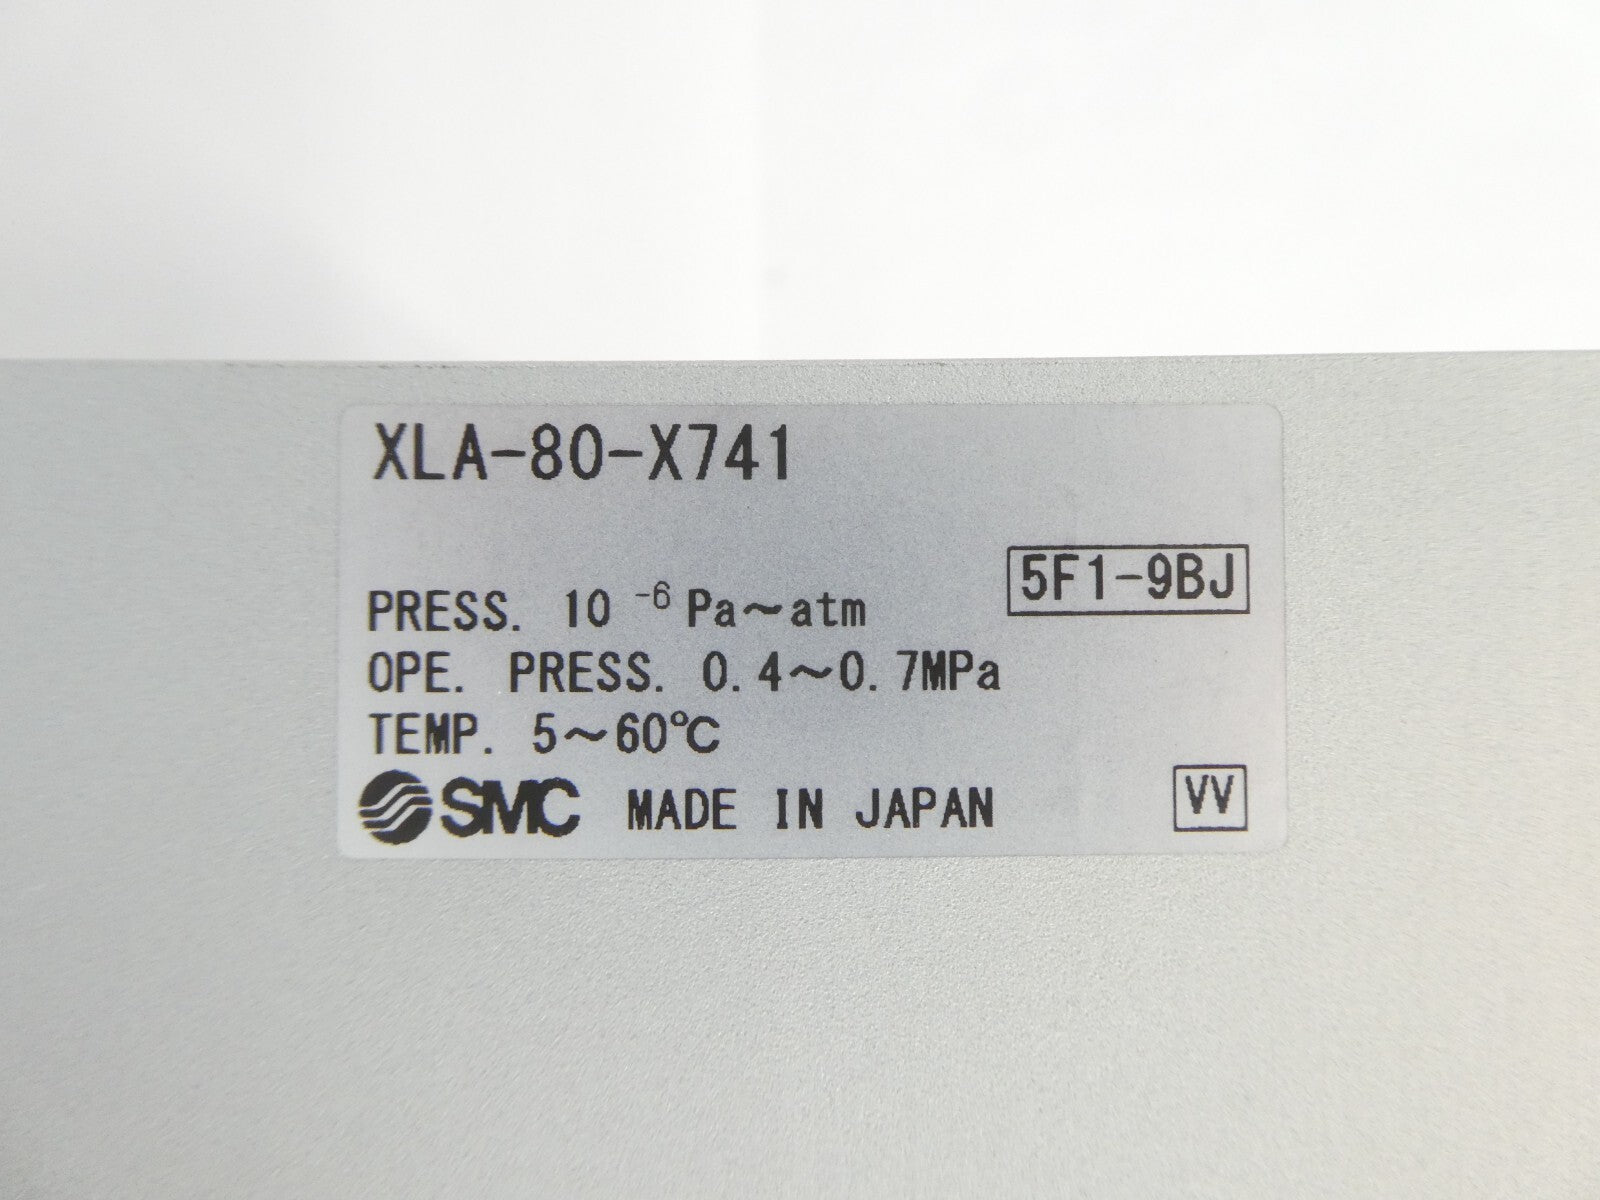 XLA-80-X741
5F1-9BJ
PRESS. 10⁻⁶ Pa~atm
OPE. PRESS. 0.4~0.7MPa
TEMP. 5~60℃
SMC MADE IN JAPAN
VV